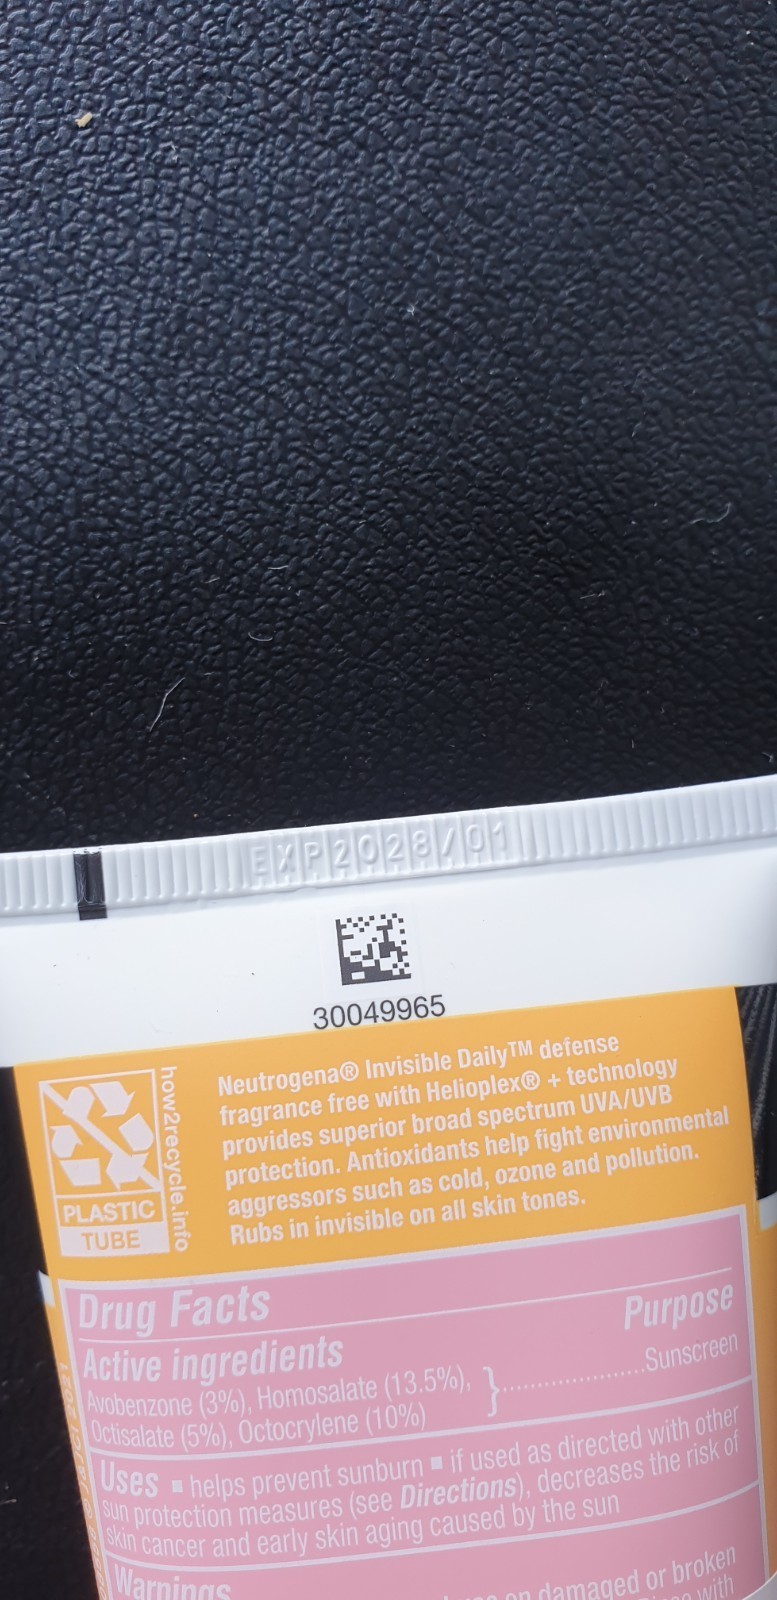 EXP2028/01
30049965
Neutrogena® Invisible Daily™ defense
fragrance free with Helioplex® + technology
provides superior broad spectrum UVA/UVB
protection. Antioxidants help fight environmental
aggressors such as cold, ozone and pollution.
Rubs in invisible on all skin tones.
how2recycle.info
PLASTIC
TUBE
Drug Facts
Active ingredients Purpose
Avobenzone (3%), Homosalate (13.5%),
Octisalate (5%), Octocrylene (10%) }.....................Sunscreen
Uses ■ helps prevent sunburn ■ if used as directed with other
sun protection measures (see Directions), decreases the risk of
skin cancer and early skin aging caused by the sun
Warnings
on damaged or broken
with